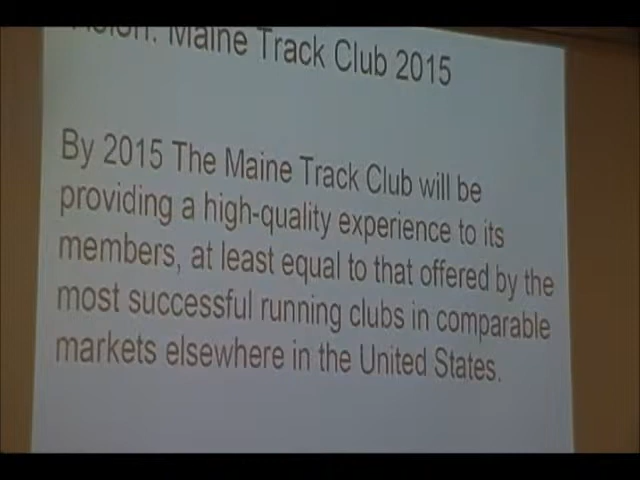 Vision: Maine Track Club 2015
By 2015 The Maine Track Club will be
providing a high-quality experience to its
members, at least equal to that offered by the
most successful running clubs in comparable
markets elsewhere in the United States.